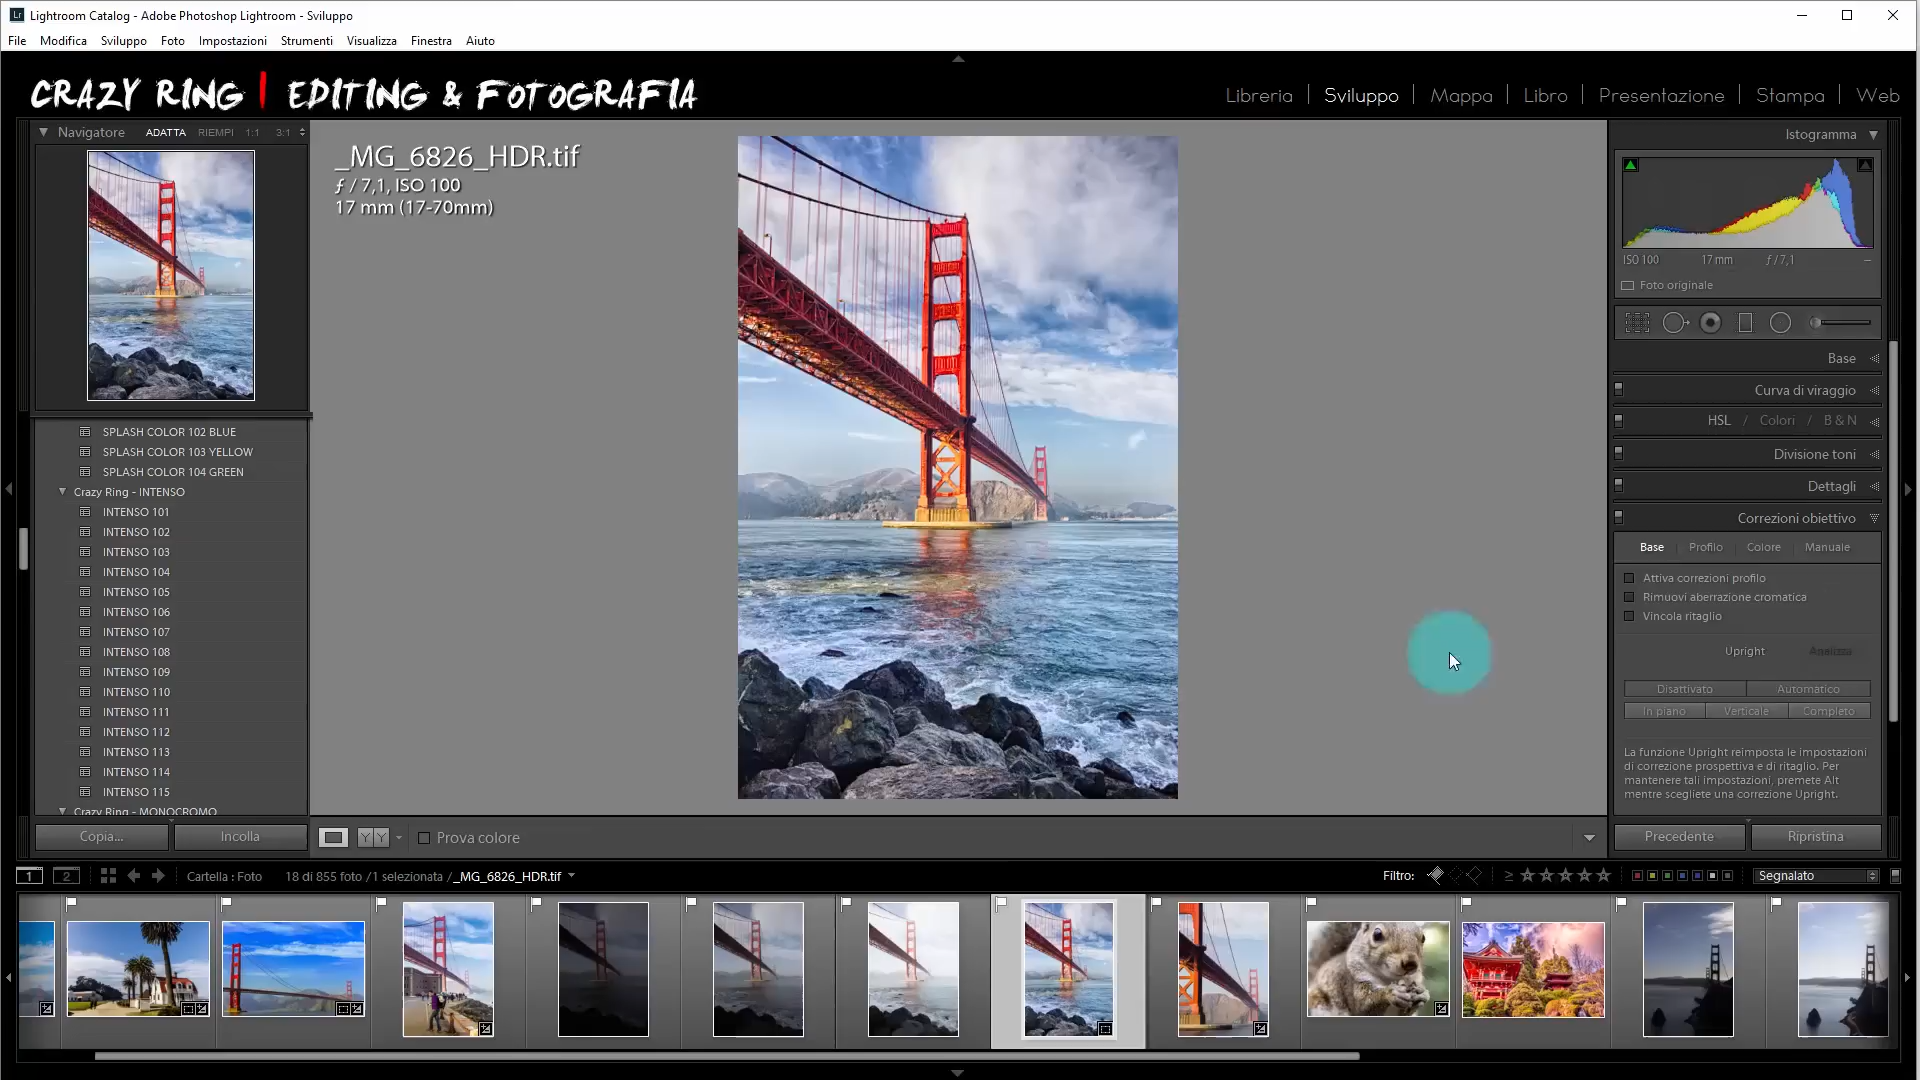 Lightroom Catalog - Adobe Photoshop Lightroom - Sviluppo
File Modifica Sviluppo Foto Impostazioni Strumenti Visualizza Finestra Aiuto
CRAZY RING | EDITING & FOTOGRAFIA
Libreria Sviluppo Mappa Libro Presentazione Stampa Web
Navigatore ADATTA RIEMPI 1:1 3:1
_MG_6826_HDR.tif
ƒ / 7,1, ISO 100
17 mm (17-70mm)
SPLASH COLOR 102 BLUE
SPLASH COLOR 103 YELLOW
SPLASH COLOR 104 GREEN
Crazy Ring - INTENSO
INTENSO 101
INTENSO 102
INTENSO 103
INTENSO 104
INTENSO 105
INTENSO 106
INTENSO 107
INTENSO 108
INTENSO 109
INTENSO 110
INTENSO 111
INTENSO 112
INTENSO 113
INTENSO 114
INTENSO 115
Crazy Ring - MONOCROMO
Copia... Incolla
YY Prova colore
Istogramma
ISO 100 17 mm ƒ / 7,1 –
Foto originale
Base
Curva di viraggio
HSL / Colori / B & N
Divisione toni
Dettagli
Correzioni obiettivo
Base Profilo Colore Manuale
Attiva correzioni profilo
Rimuovi aberrazione cromatica
Vincola ritaglio
Upright Analizza
Disattivato Automatico
In piano Verticale Completo
La funzione Upright reimposta le impostazioni
di correzione prospettiva e di ritaglio. Per
mantenere tali impostazioni, premete Alt
mentre scegliete una correzione Upright.
Precedente Ripristina
1 2 Cartella : Foto 18 di 855 foto /1 selezionata /_MG_6826_HDR.tif Filtro: ≥ Segnalato